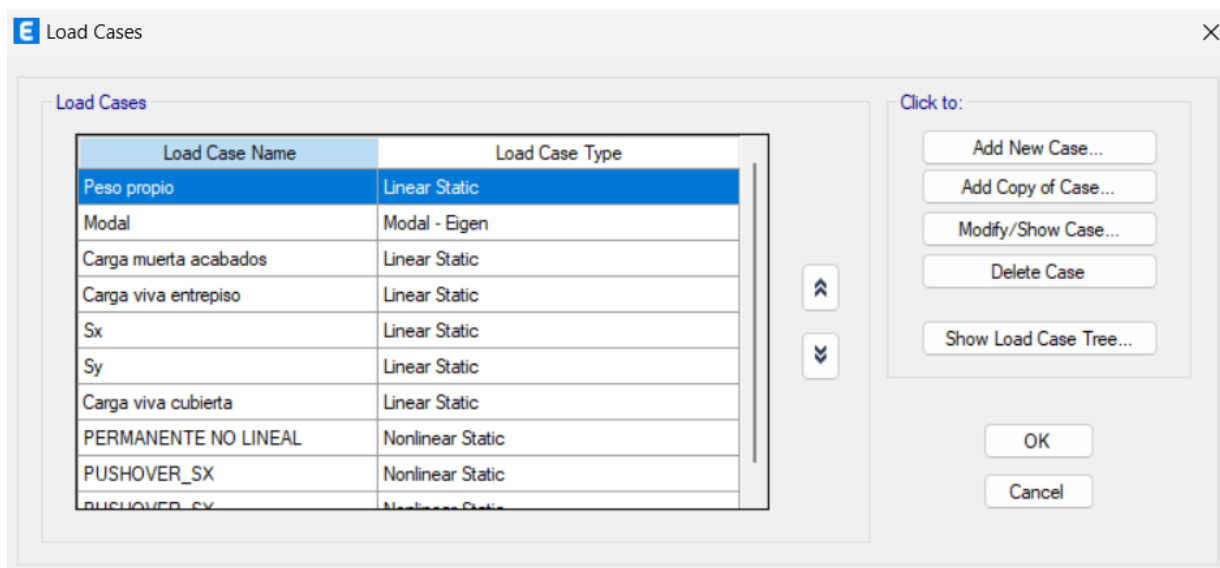 E Load Cases
Load Cases
Load Case Name Load Case Type
Peso propio Linear Static
Modal Modal - Eigen
Carga muerta acabados Linear Static
Carga viva entrepiso Linear Static
Sx Linear Static
Sy Linear Static
Carga viva cubierta Linear Static
PERMANENTE NO LINEAL Nonlinear Static
PUSHOVER_SX Nonlinear Static
Nonlinear Static
Click to:
Add New Case...
Add Copy of Case...
Modify/Show Case...
Delete Case
Show Load Case Tree...
OK
Cancel